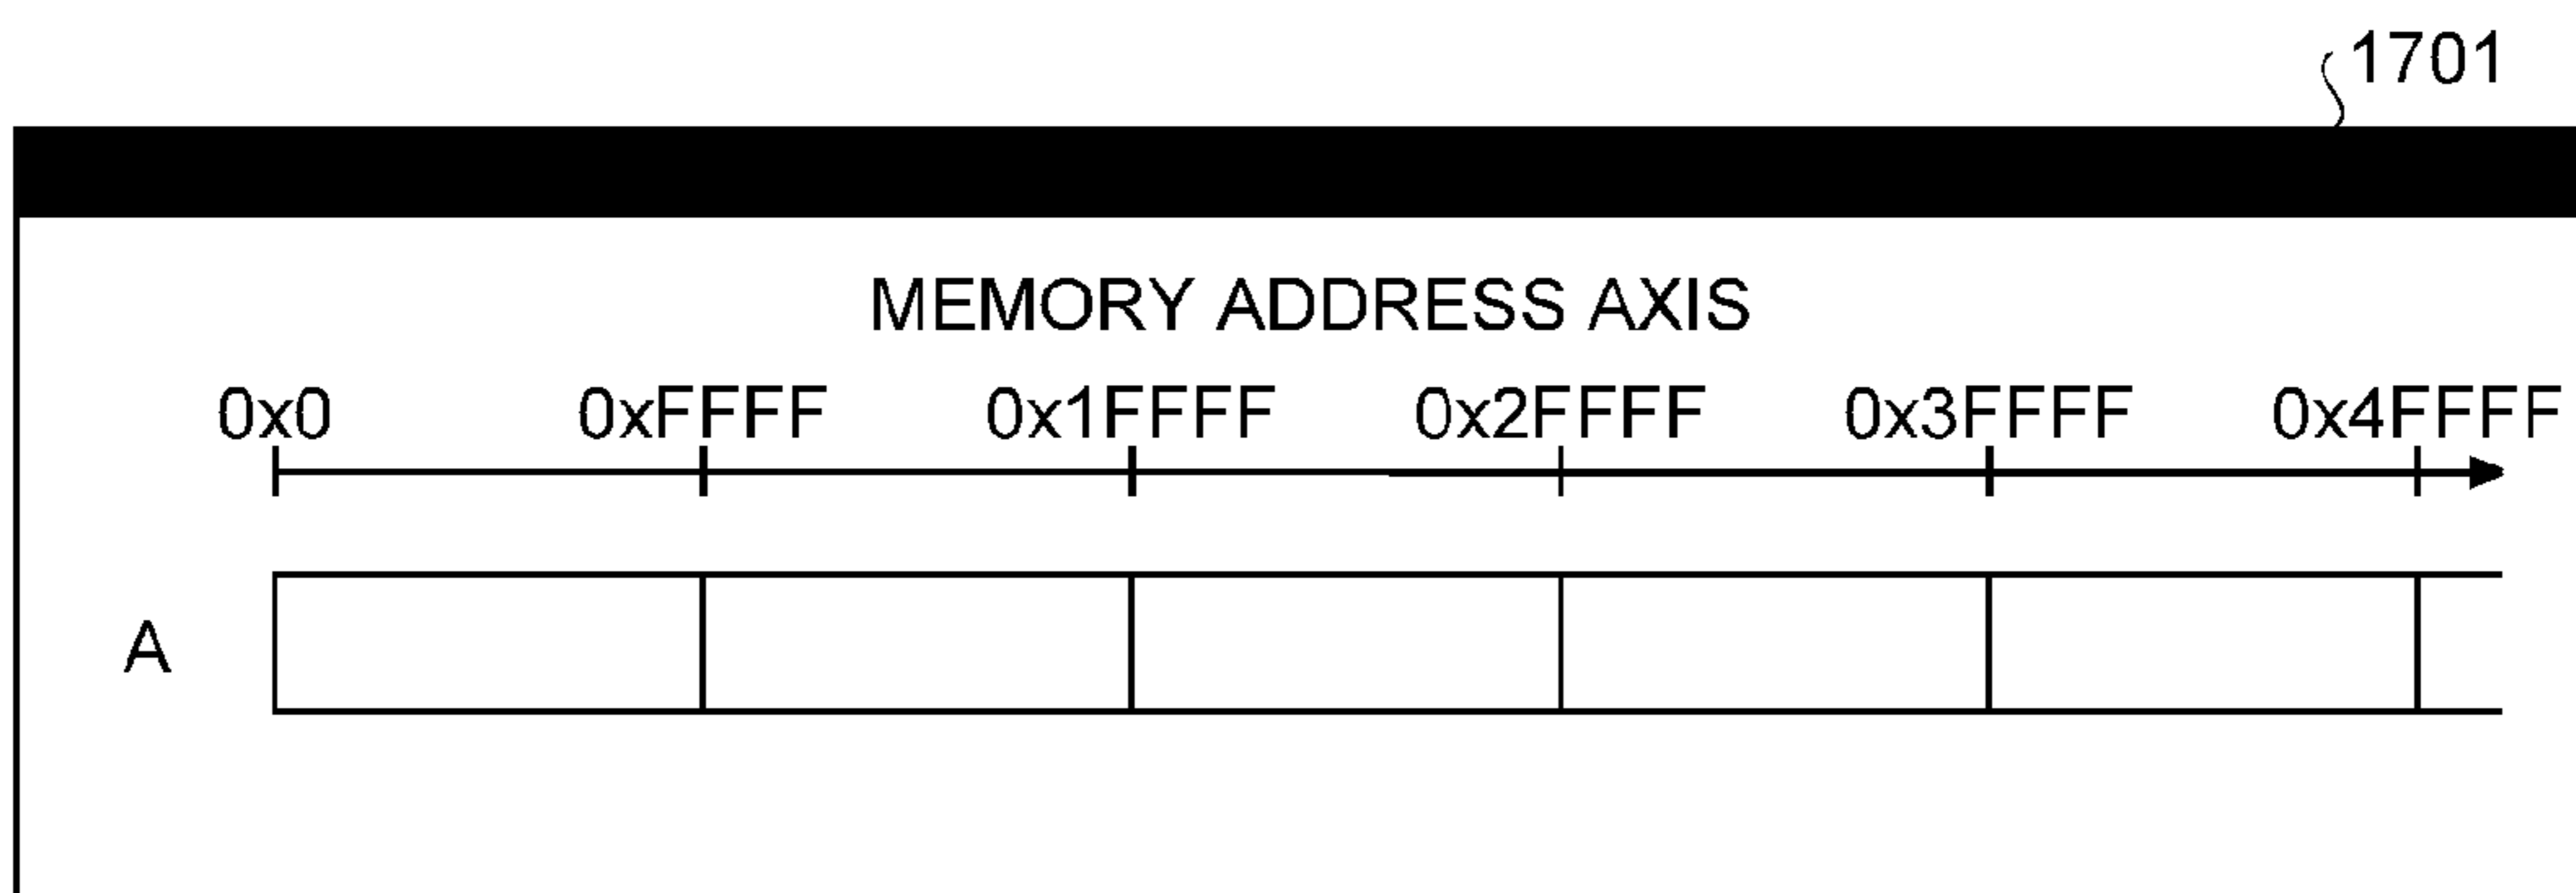 1701
MEMORY ADDRESS AXIS
0x0 0xFFFF 0x1FFFF 0x2FFFF 0x3FFFF 0x4FFFF
A